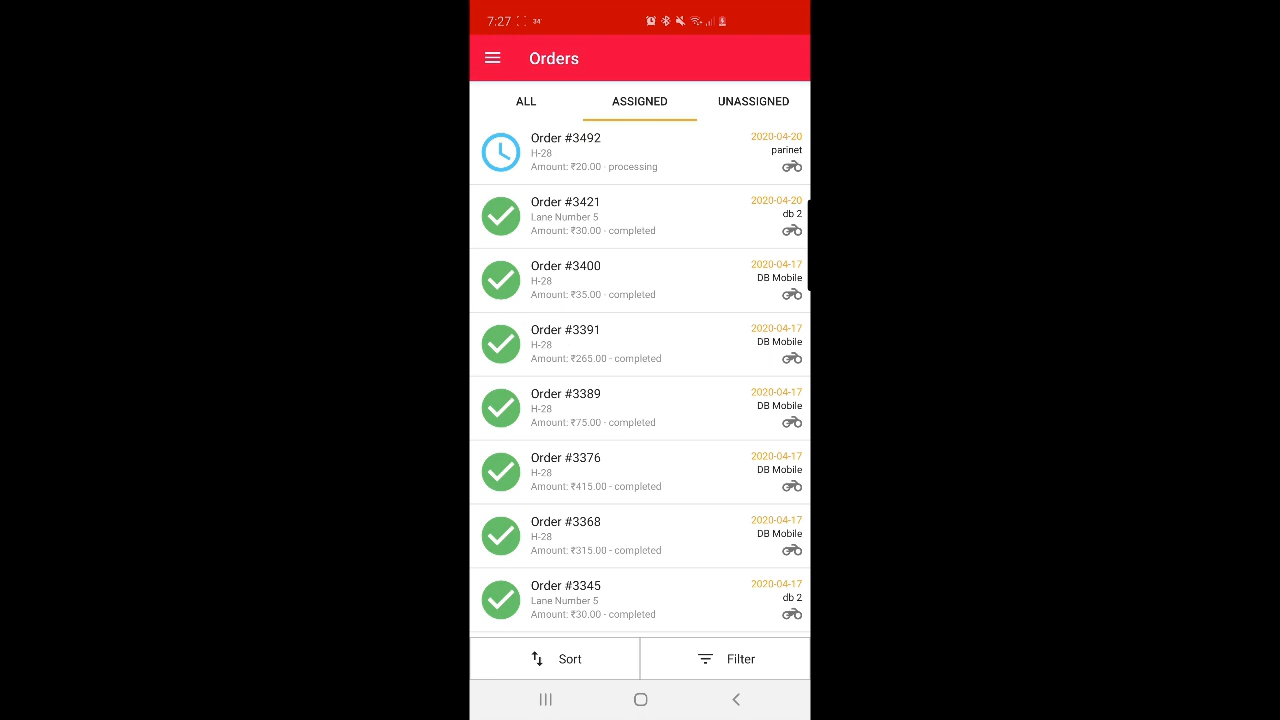 7:27 34°
Orders
ALL ASSIGNED UNASSIGNED
Order #3492 2020-04-20
H-28 parinet
Amount: ₹20.00 - processing
Order #3421 2020-04-20
Lane Number 5 db 2
Amount: ₹30.00 - completed
Order #3400 2020-04-17
H-28 DB Mobile
Amount: ₹35.00 - completed
Order #3391 2020-04-17
H-28 DB Mobile
Amount: ₹265.00 - completed
Order #3389 2020-04-17
H-28 DB Mobile
Amount: ₹75.00 - completed
Order #3376 2020-04-17
H-28 DB Mobile
Amount: ₹415.00 - completed
Order #3368 2020-04-17
H-28 DB Mobile
Amount: ₹315.00 - completed
Order #3345 2020-04-17
Lane Number 5 db 2
Amount: ₹30.00 - completed
Sort Filter